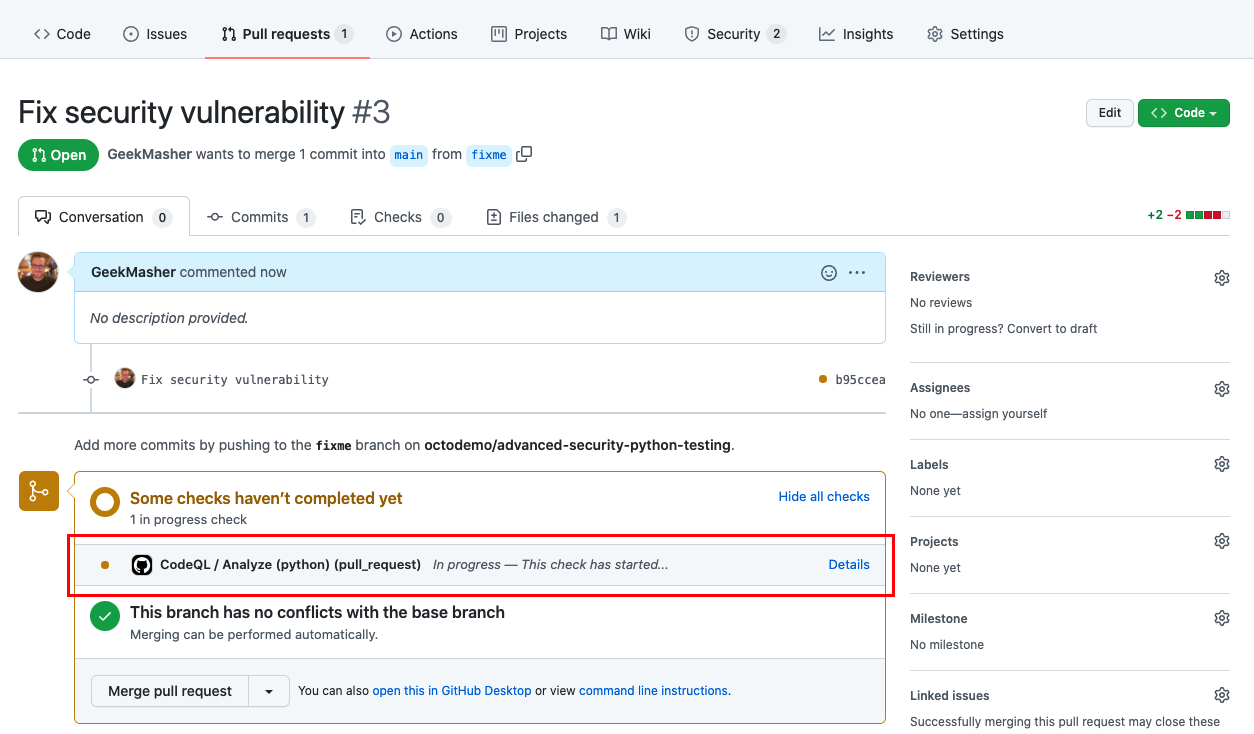 Code Issues Pull requests 1 Actions Projects Wiki Security 2 Insights Settings
Fix security vulnerability #3
Edit Code
Open GeekMasher wants to merge 1 commit into main from fixme
Conversation 0 Commits 1 Checks 0 Files changed 1
+2 −2
GeekMasher commented now
No description provided.
Fix security vulnerability b95ccea
Add more commits by pushing to the fixme branch on octodemo/advanced-security-python-testing.
Some checks haven’t completed yet
Hide all checks
1 in progress check
CodeQL / Analyze (python) (pull_request) In progress — This check has started... Details
This branch has no conflicts with the base branch
Merging can be performed automatically.
Merge pull request You can also open this in GitHub Desktop or view command line instructions.
Reviewers
No reviews
Still in progress? Convert to draft
Assignees
No one—assign yourself
Labels
None yet
Projects
None yet
Milestone
No milestone
Linked issues
Successfully merging this pull request may close these